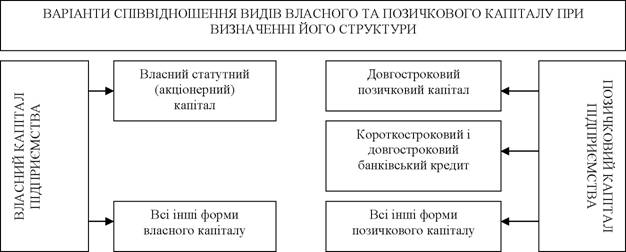 ВАРІАНТИ СПІВВІДНОШЕННЯ ВИДІВ ВЛАСНОГО ТА ПОЗИЧКОВОГО КАПІТАЛУ ПРИ
ВИЗНАЧЕННІ ЙОГО СТРУКТУРИ
ВЛАСНИЙ КАПІТАЛ
ПІДПРИЄМСТВА
Власний статутний
(акціонерний)
капітал
Всі інші форми
власного капіталу
Довгостроковий
позичковий капітал
Короткостроковий і
довгостроковий
банківський кредит
Всі інші форми
позичкового капіталу
ПОЗИЧКОВИЙ КАПІТАЛ
ПІДПРИЄМСТВА